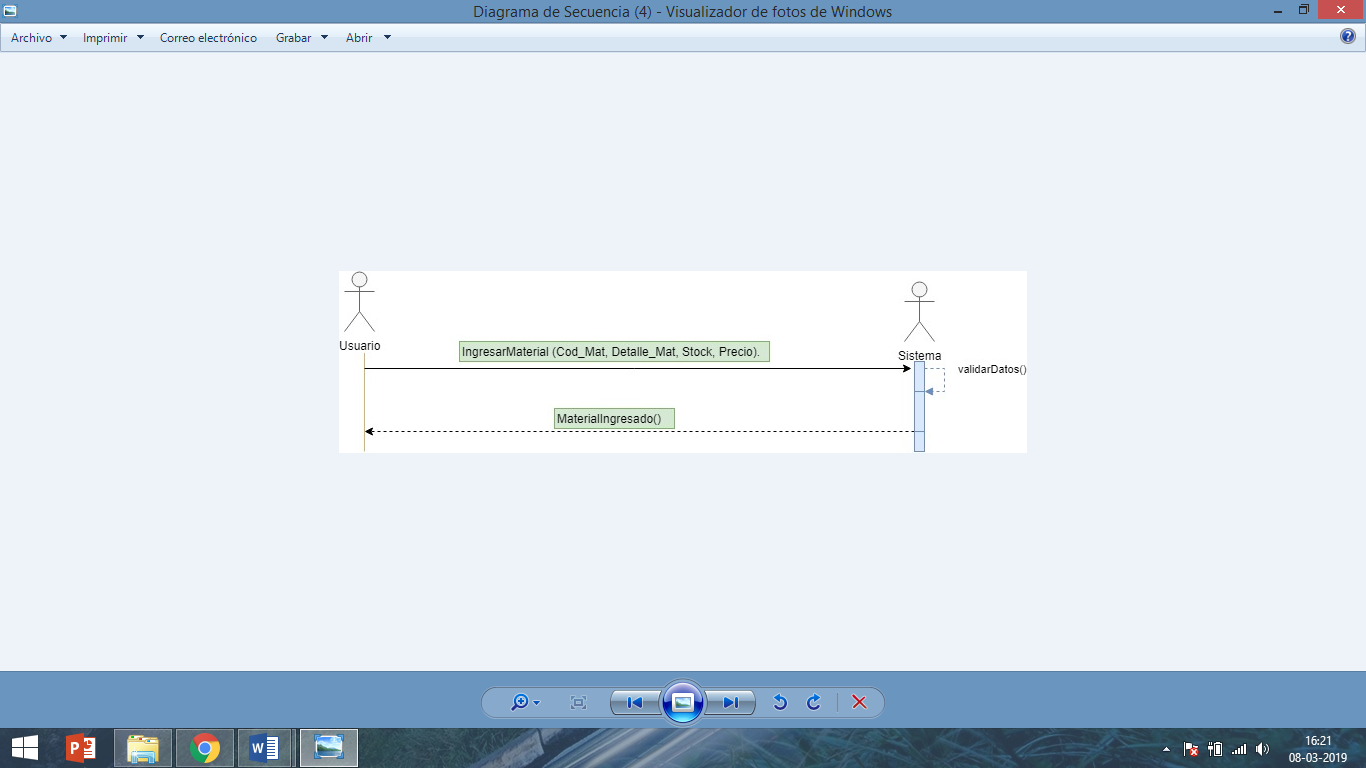 Diagrama de Secuencia (4) - Visualizador de fotos de Windows
Archivo Imprimir Correo electrónico Grabar Abrir
Usuario
IngresarMaterial (Cod_Mat, Detalle_Mat, Stock, Precio).
Sistema
validarDatos()
MaterialIngresado()
16:21
08-03-2019